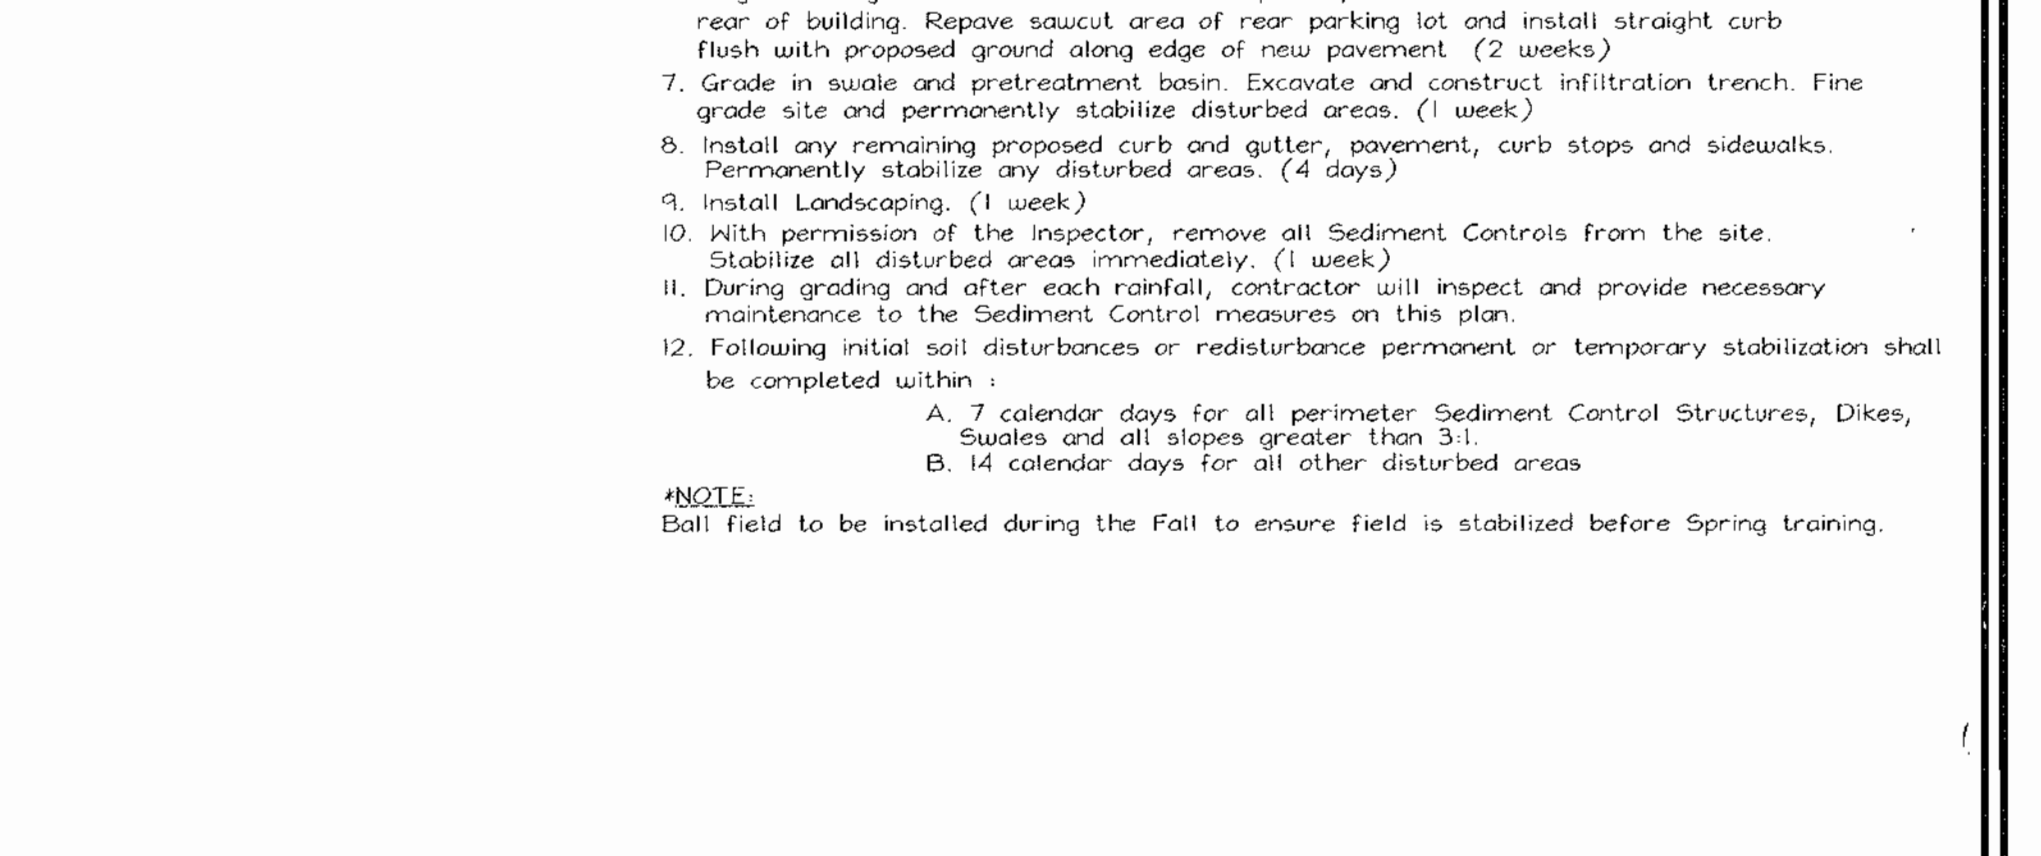 rear of building. Repave sawcut area of rear parking lot and install straight curb
flush with proposed ground along edge of new pavement (2 weeks)
7. Grade in swale and pretreatment basin. Excavate and construct infiltration trench. Fine
grade site and permanently stabilize disturbed areas. (1 week)
8. Install any remaining proposed curb and gutter, pavement, curb stops and sidewalks.
Permanently stabilize any disturbed areas. (4 days)
9. Install Landscaping. (1 week)
10. With permission of the Inspector, remove all Sediment Controls from the site.
Stabilize all disturbed areas immediately. (1 week)
11. During grading and after each rainfall, contractor will inspect and provide necessary
maintenance to the Sediment Control measures on this plan.
12. Following initial soil disturbances or redisturbance permanent or temporary stabilization shall
be completed within :
A. 7 calendar days for all perimeter Sediment Control Structures, Dikes,
Swales and all slopes greater than 3:1.
B. 14 calendar days for all other disturbed areas
*NOTE:
Ball field to be installed during the Fall to ensure field is stabilized before Spring training.